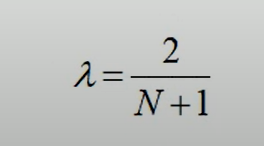 λ = 2 / (N + 1)